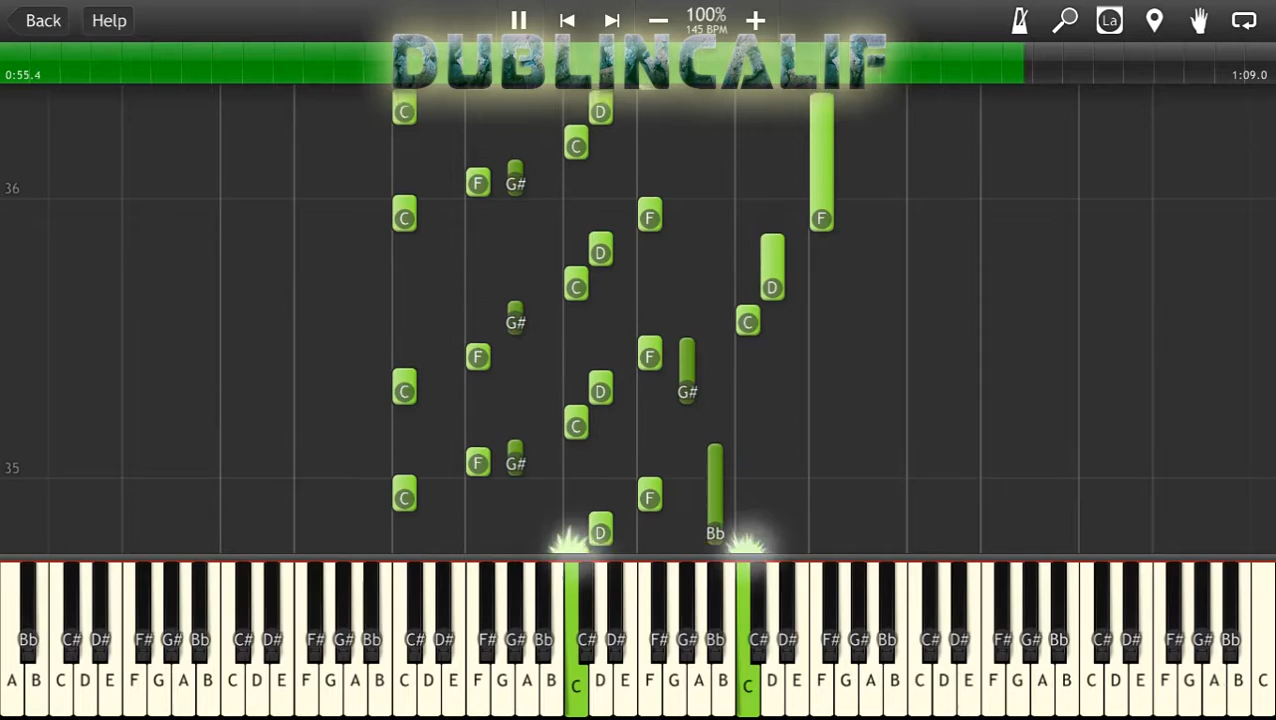 Back Help 100% La
145 BPM
DUBLINCALIF
0:55.4 1:09.0
C D
C
36 F G#
C F F
D
C D
G# C
F F
C D G#
C
35 F G#
C F
D Bb
Bb C# D# F# G# Bb C# D# F# G# Bb C# D# F# G# Bb C# D# F# G# Bb C# D# F# G# Bb C# D# F# G# Bb C# D# F# G# Bb
A B C D E F G A B C D E F G A B C D E F G A B C D E F G A B C D E F G A B C D E F G A B C D E F G A B C